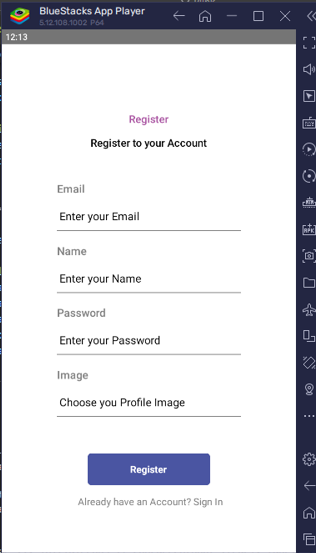 BlueStacks App Player
5.12.108.1002 P64
12:13
Register
Register to your Account
Email
Enter your Email
Name
Enter your Name
Password
Enter your Password
Image
Choose you Profile Image
Register
Already have an Account? Sign In